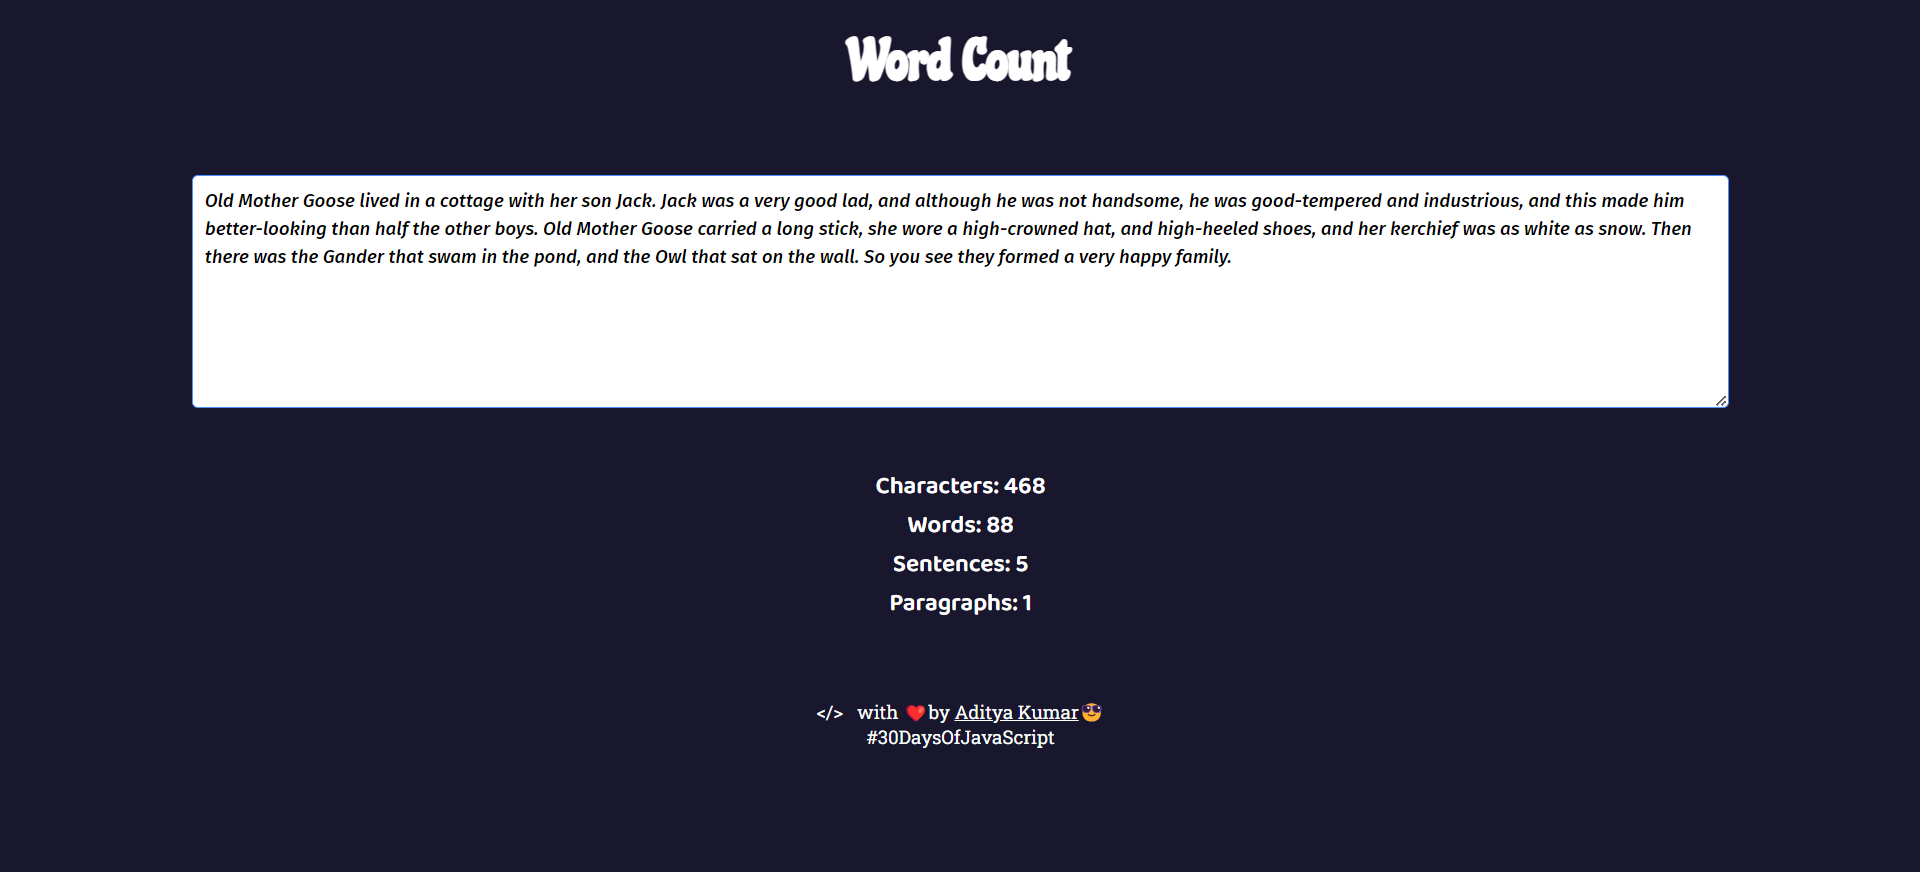 Word Count
Old Mother Goose lived in a cottage with her son Jack. Jack was a very good lad, and although he was not handsome, he was good-tempered and industrious, and this made him
better-looking than half the other boys. Old Mother Goose carried a long stick, she wore a high-crowned hat, and high-heeled shoes, and her kerchief was as white as snow. Then
there was the Gander that swam in the pond, and the Owl that sat on the wall. So you see they formed a very happy family.
Characters: 468
Words: 88
Sentences: 5
Paragraphs: 1
</> with ❤️by Aditya Kumar😎
#30DaysOfJavaScript